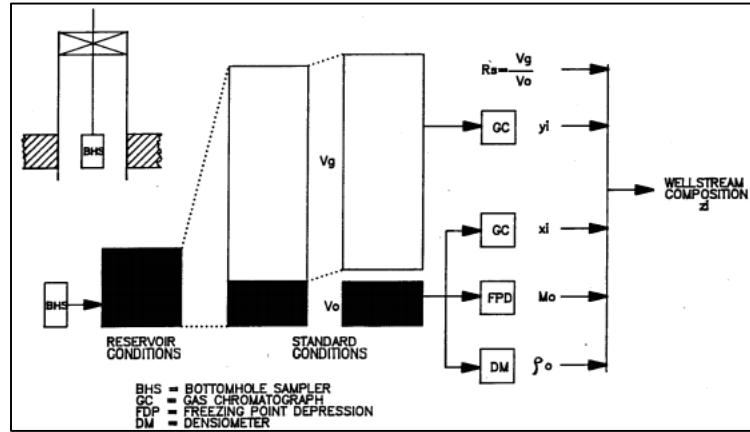 BHS
BHS
RESERVOIR
CONDITIONS
Vg
Vo
STANDARD
CONDITIONS
Rs=Vg/Vo
GC yi
GC xi
FPD Mo
DM ρo
WELLSTREAM
COMPOSITION
zi
BHS = BOTTOMHOLE SAMPLER
GC = GAS CHROMATOGRAPH
FDP = FREEZING POINT DEPRESSION
DM = DENSIOMETER